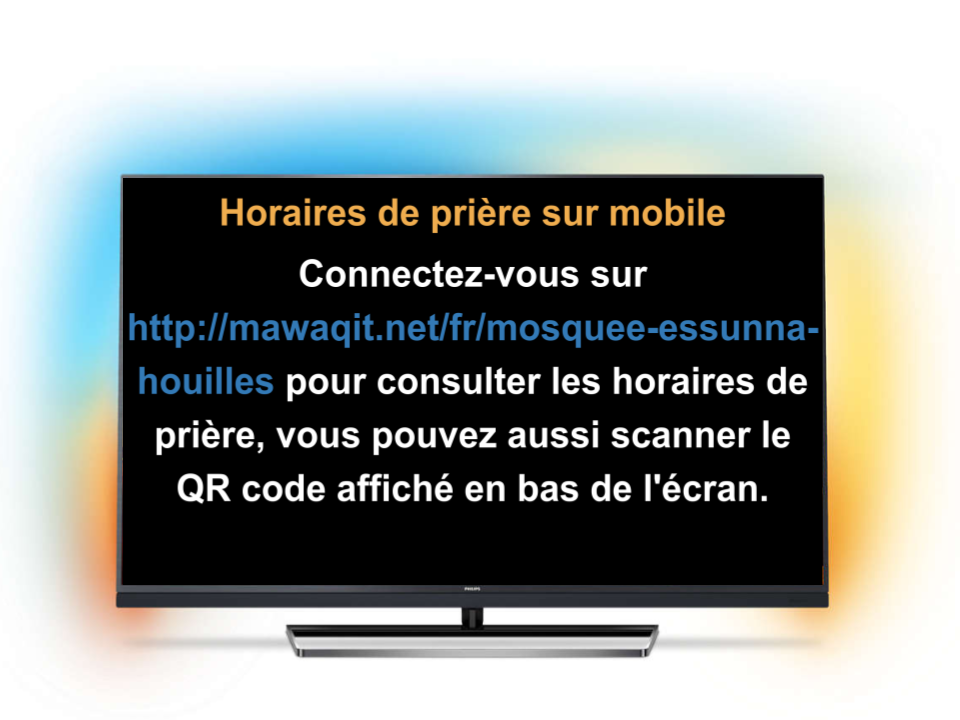 Horaires de prière sur mobile
Connectez-vous sur
http://mawaqit.net/fr/mosquee-essunna-
houilles pour consulter les horaires de
prière, vous pouvez aussi scanner le
QR code affiché en bas de l'écran.
PHILIPS